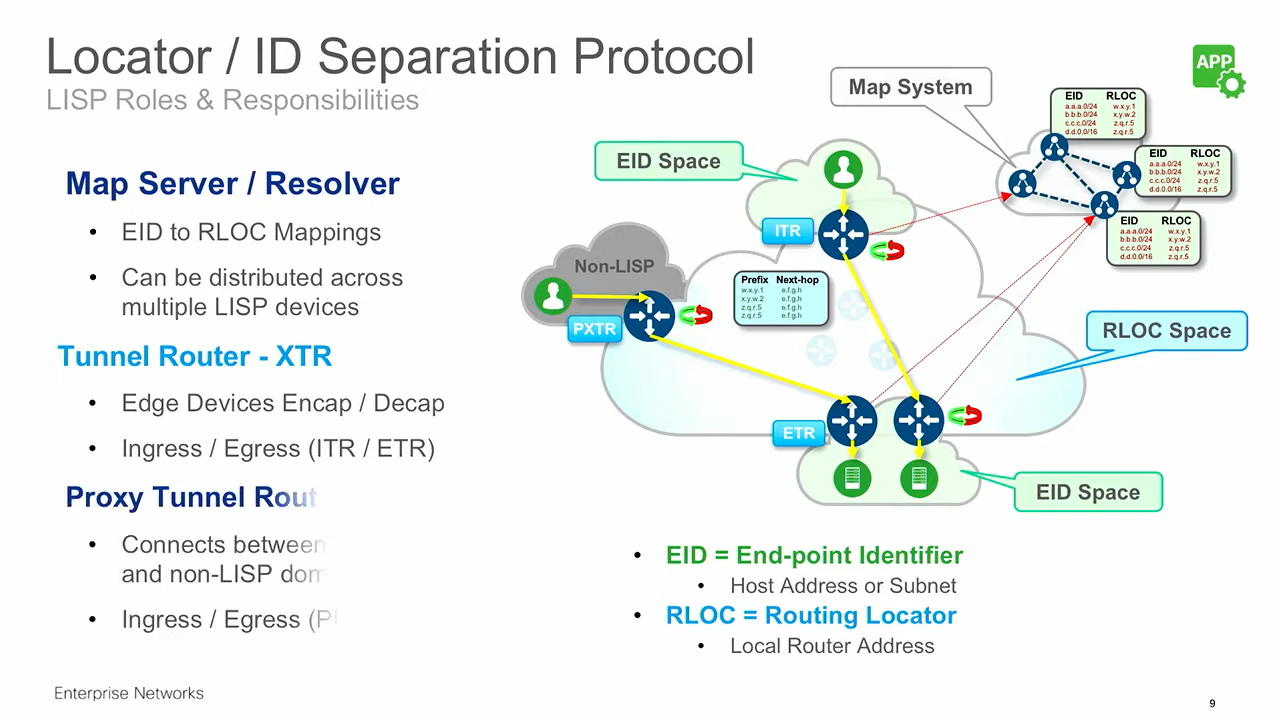 Locator / ID Separation Protocol
LISP Roles & Responsibilities
APP
Map Server / Resolver
• EID to RLOC Mappings
• Can be distributed across
multiple LISP devices
Tunnel Router - XTR
• Edge Devices Encap / Decap
• Ingress / Egress (ITR / ETR)
Proxy Tunnel Rout
• Connects between
and non-LISP dom
• Ingress / Egress (P
Map System
EID RLOC
a.a.a.0/24 w.x.y.1
b.b.b.0/24 x.y.w.2
c.c.c.0/24 z.q.r.5
d.d.0.0/16 z.q.r.5
EID RLOC
a.a.a.0/24 w.x.y.1
b.b.b.0/24 x.y.w.2
c.c.c.0/24 z.q.r.5
d.d.0.0/16 z.q.r.5
EID RLOC
a.a.a.0/24 w.x.y.1
b.b.b.0/24 x.y.w.2
c.c.c.0/24 z.q.r.5
d.d.0.0/16 z.q.r.5
EID Space
ITR
Non-LISP
PXTR
Prefix Next-hop
w.x.y.1 e.f.g.h
x.y.w.2 e.f.g.h
z.q.r.5 e.f.g.h
z.q.r.5 e.f.g.h
RLOC Space
ETR
EID Space
• EID = End-point Identifier
• Host Address or Subnet
• RLOC = Routing Locator
• Local Router Address
Enterprise Networks
9